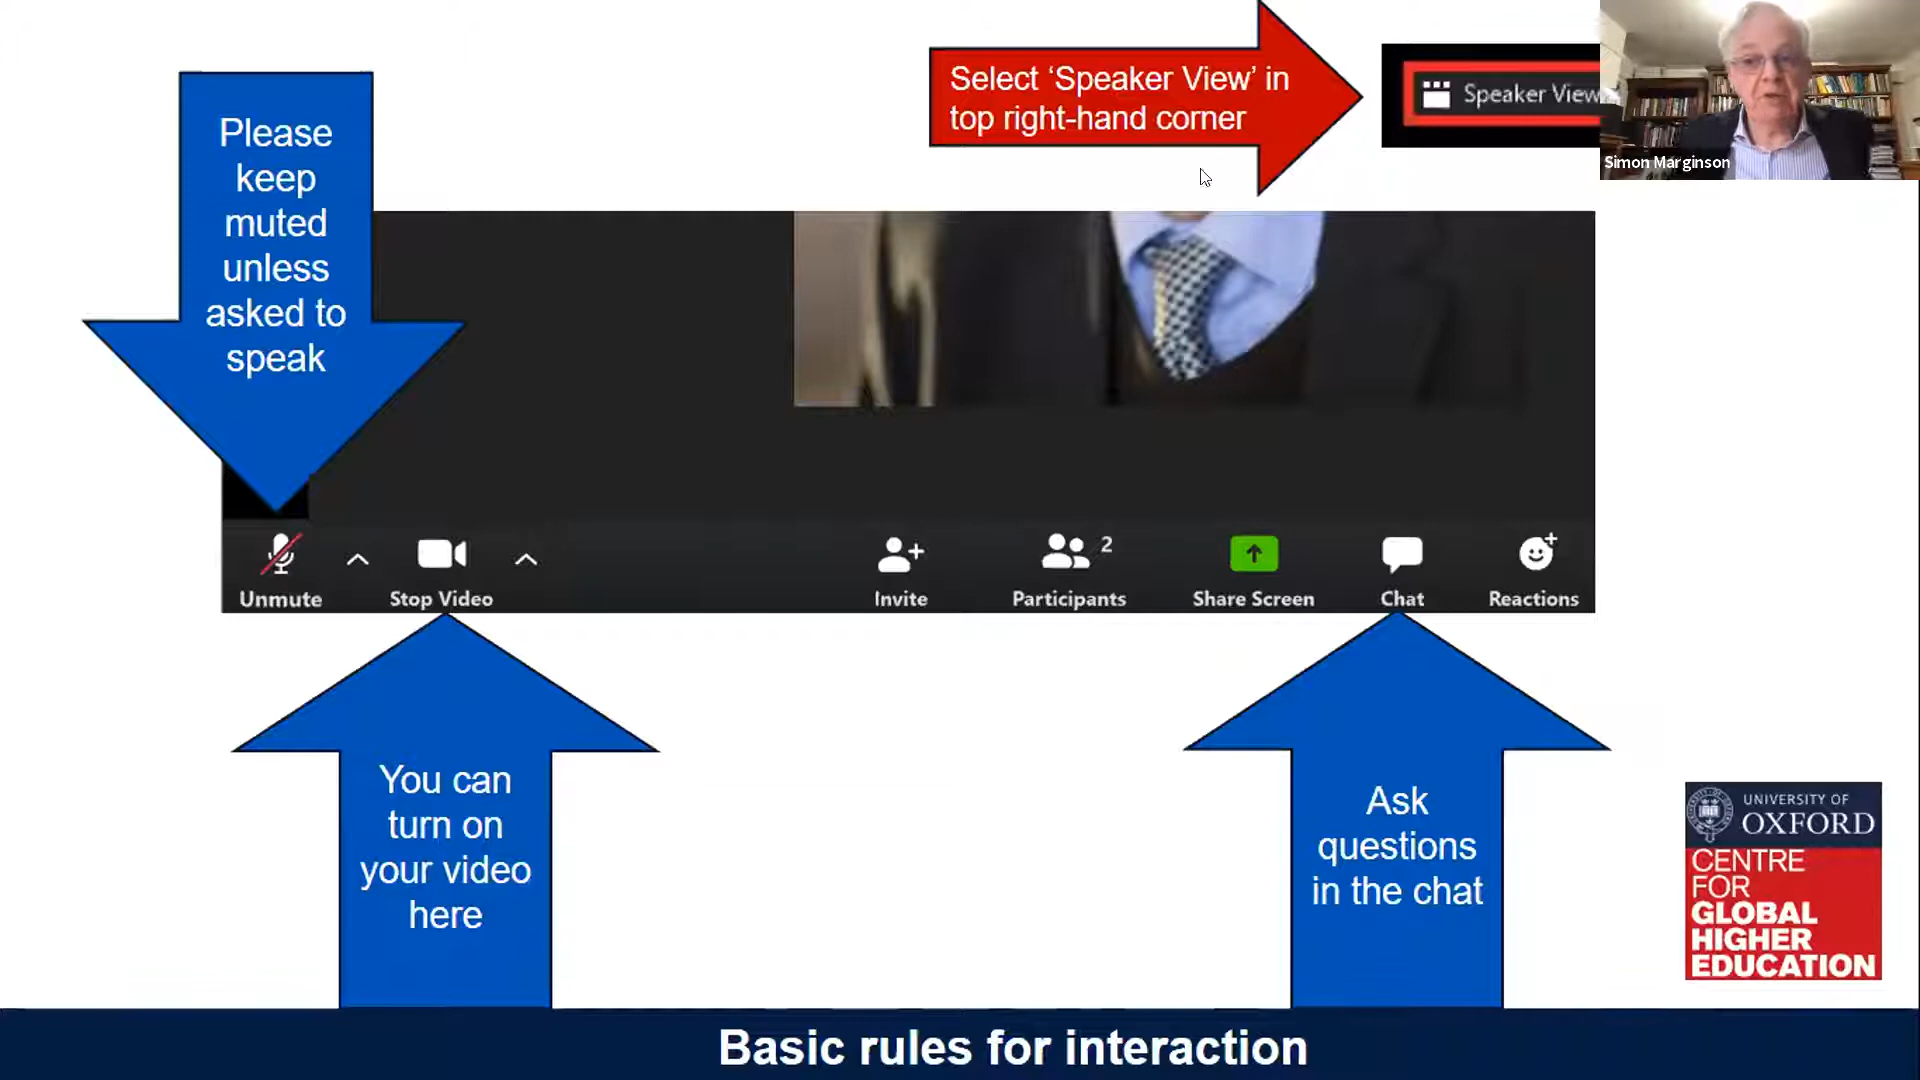 Select ‘Speaker View’ in
top right-hand corner
Speaker View
Simon Marginson
Please
keep
muted
unless
asked to
speak
2
Unmute
Stop Video
Invite
Participants
Share Screen
Chat
Reactions
You can
turn on
your video
here
Ask
questions
in the chat
UNIVERSITY OF
OXFORD
CENTRE
FOR
GLOBAL
HIGHER
EDUCATION
Basic rules for interaction